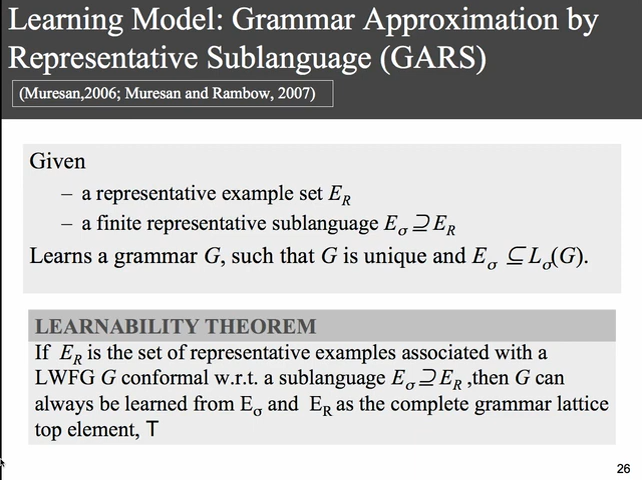 Learning Model: Grammar Approximation by
Representative Sublanguage (GARS)
(Muresan,2006; Muresan and Rambow, 2007)
Given
– a representative example set E_R
– a finite representative sublanguage E_σ ⊇ E_R
Learns a grammar G, such that G is unique and E_σ ⊆ L_σ(G).
LEARNABILITY THEOREM
If E_R is the set of representative examples associated with a
LWFG G conformal w.r.t. a sublanguage E_σ ⊇ E_R ,then G can
always be learned from E_σ and E_R as the complete grammar lattice
top element, ⊤
26